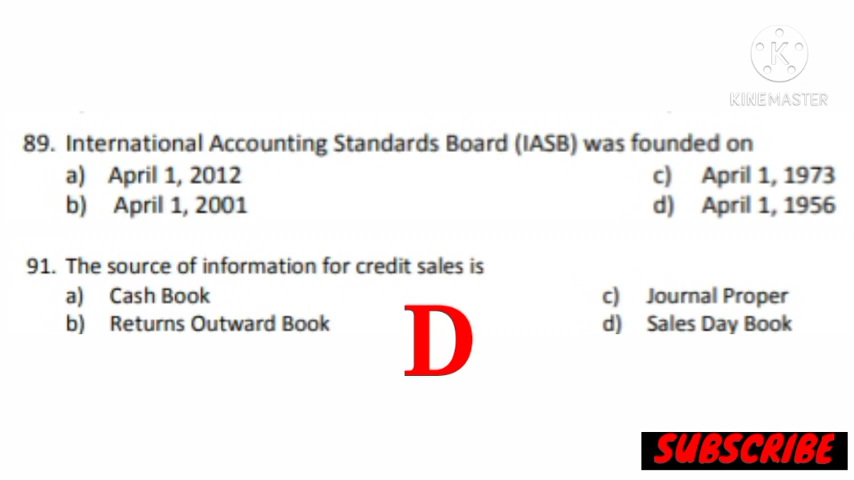 K
KINEMASTER
89. International Accounting Standards Board (IASB) was founded on
a) April 1, 2012 c) April 1, 1973
b) April 1, 2001 d) April 1, 1956
91. The source of information for credit sales is
a) Cash Book c) Journal Proper
b) Returns Outward Book d) Sales Day Book
D
SUBSCRIBE